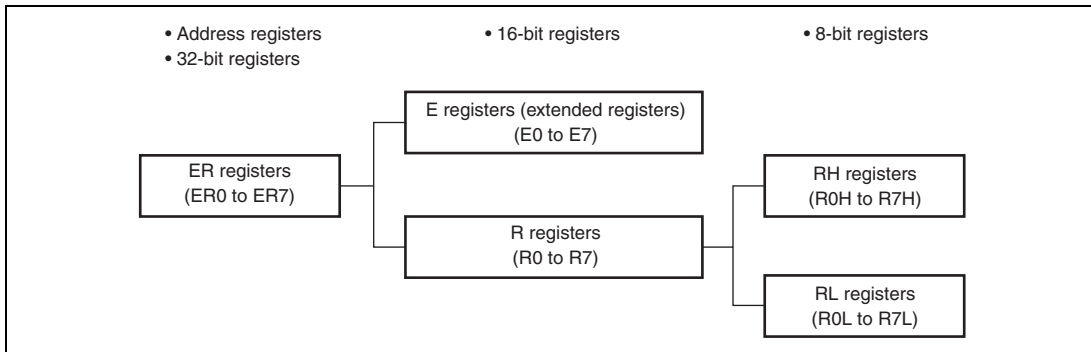 • Address registers
• 32-bit registers
• 16-bit registers
• 8-bit registers
E registers (extended registers)
(E0 to E7)
ER registers
(ER0 to ER7)
RH registers
(R0H to R7H)
R registers
(R0 to R7)
RL registers
(R0L to R7L)